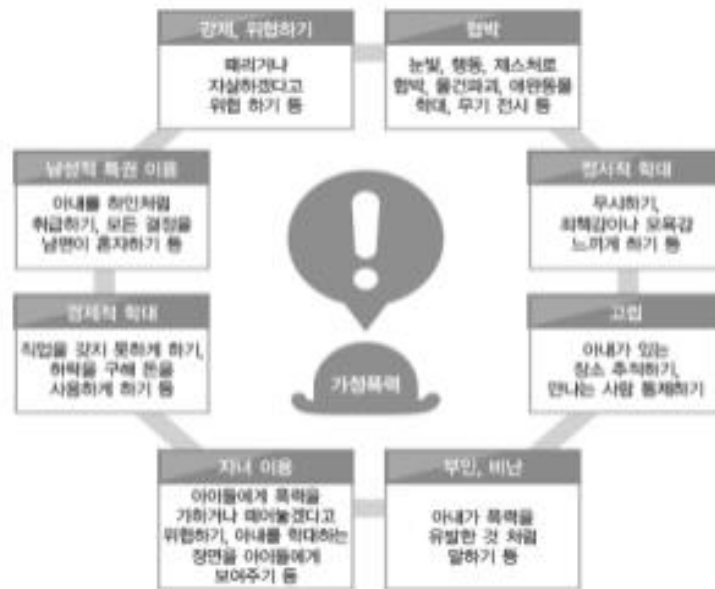 강제, 위협하기
때리거나
자살하겠다고
위협 하기 등
협박
눈빛, 행동, 제스처로
협박, 물건파괴, 애완동물
학대, 무기 전시 등
남성적 특권 이용
아내를 하인처럼
취급하기, 모든 결정을
남편이 혼자하기 등
정서적 학대
무시하기,
죄책감이나 모욕감
느끼게 하기 등
경제적 학대
직업을 갖지 못하게 하기,
허락을 구해 돈을
사용하게 하기 등
고립
아내가 있는
장소 추적하기,
만나는 사람 통제하기
가정폭력
자녀 이용
아이들에게 폭력을
가하거나 떼어놓겠다고
위협하기, 아내를 학대하는
장면을 아이들에게
보여주기 등
부인, 비난
아내가 폭력을
유발한 것 처럼
말하기 등